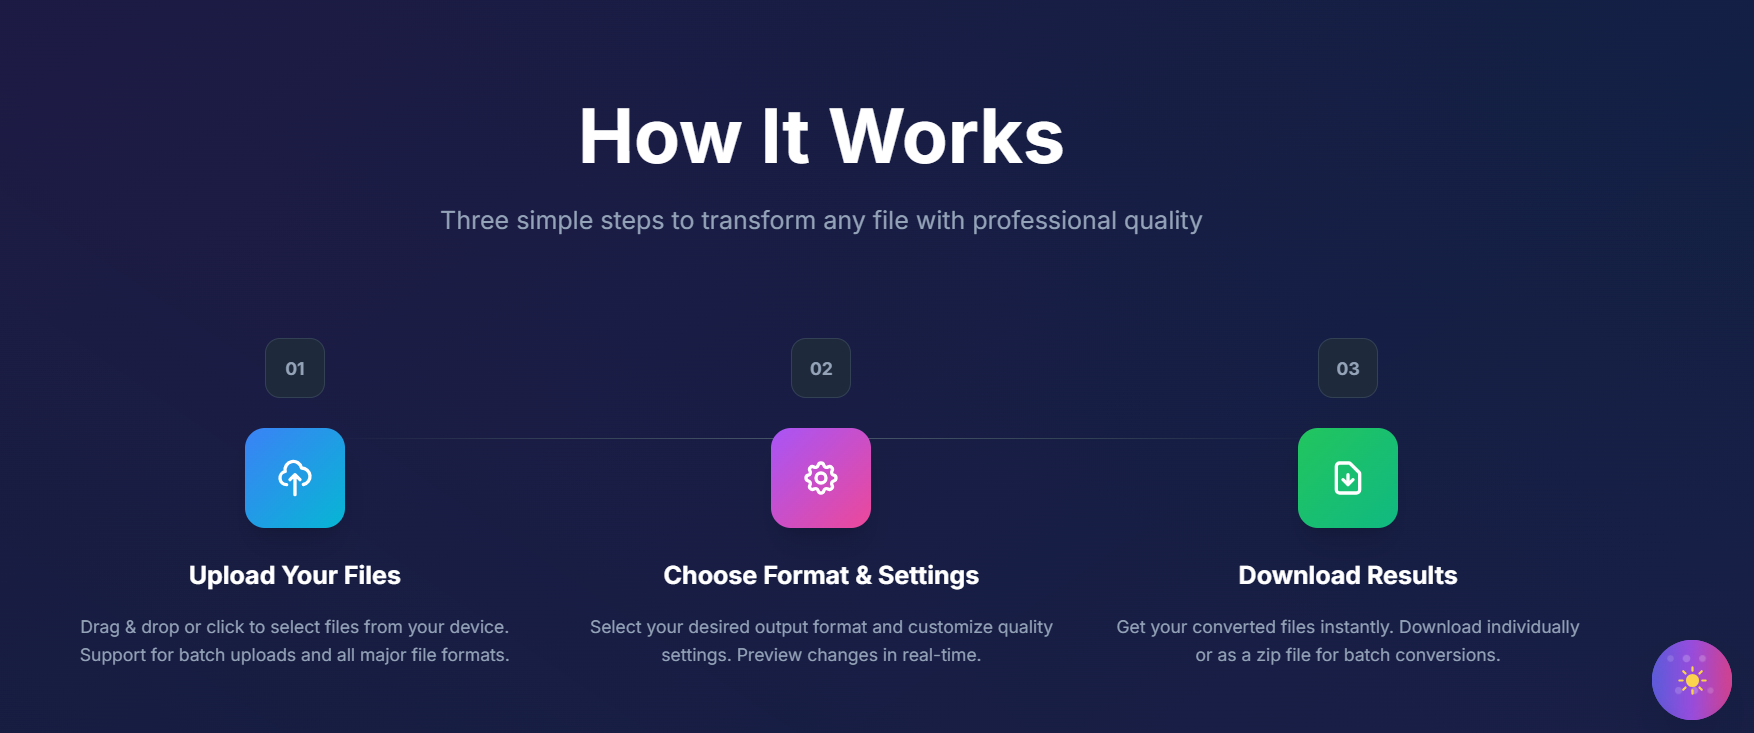 How It Works
Three simple steps to transform any file with professional quality
01
02
03
Upload Your Files
Choose Format & Settings
Download Results
Drag & drop or click to select files from your device.
Support for batch uploads and all major file formats.
Select your desired output format and customize quality
settings. Preview changes in real-time.
Get your converted files instantly. Download individually
or as a zip file for batch conversions.